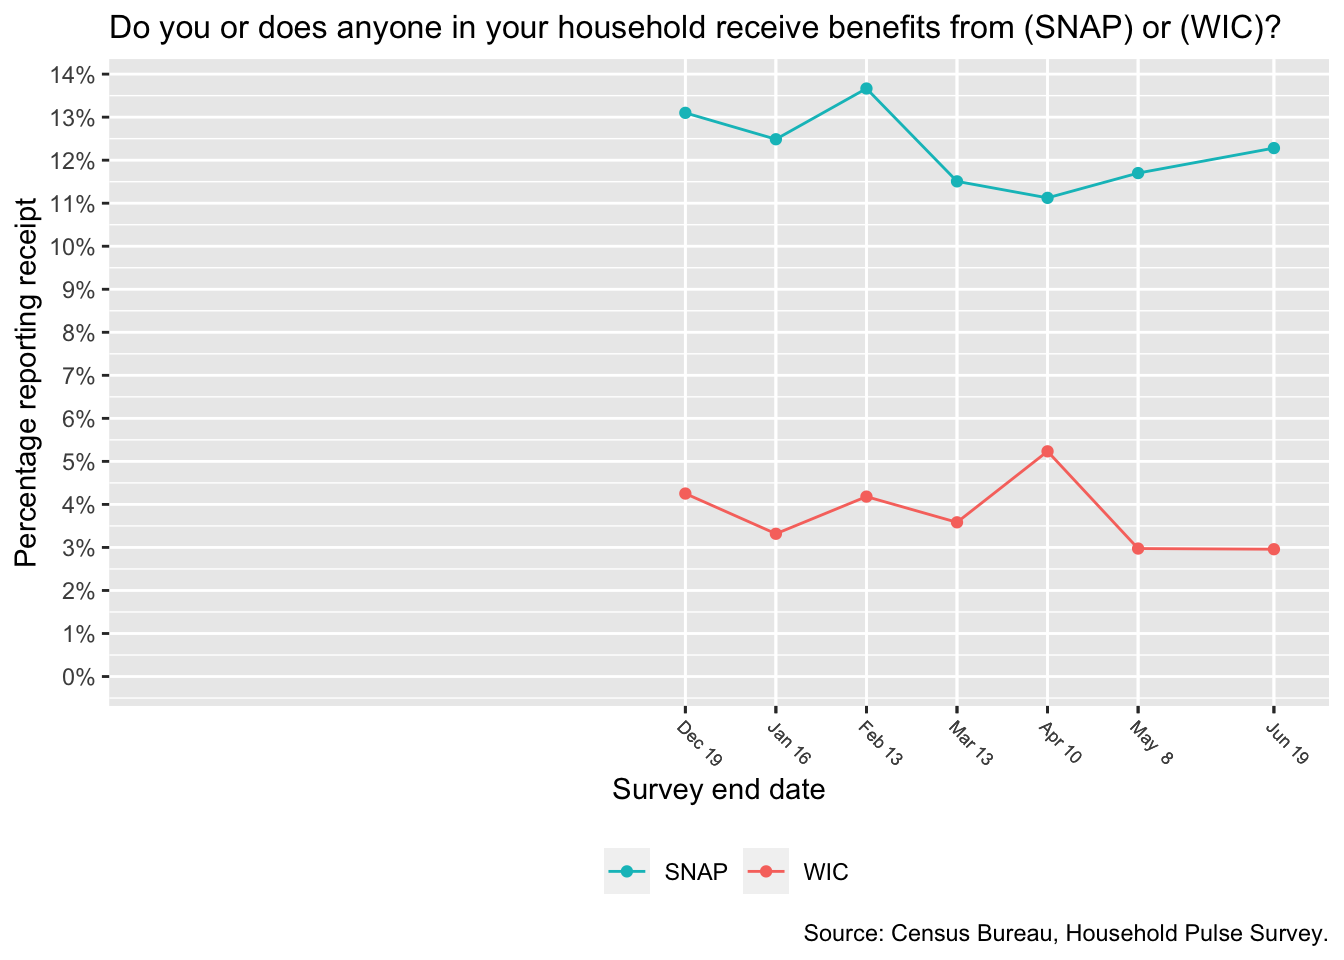 Do you or does anyone in your household receive benefits from (SNAP) or (WIC)?
Percentage reporting receipt
14%
13%
12%
11%
10%
9%
8%
7%
6%
5%
4%
3%
2%
1%
0%
Dec 19
Jan 16
Feb 13
Mar 13
Apr 10
May 8
Jun 19
Survey end date
SNAP
WIC
Source: Census Bureau, Household Pulse Survey.